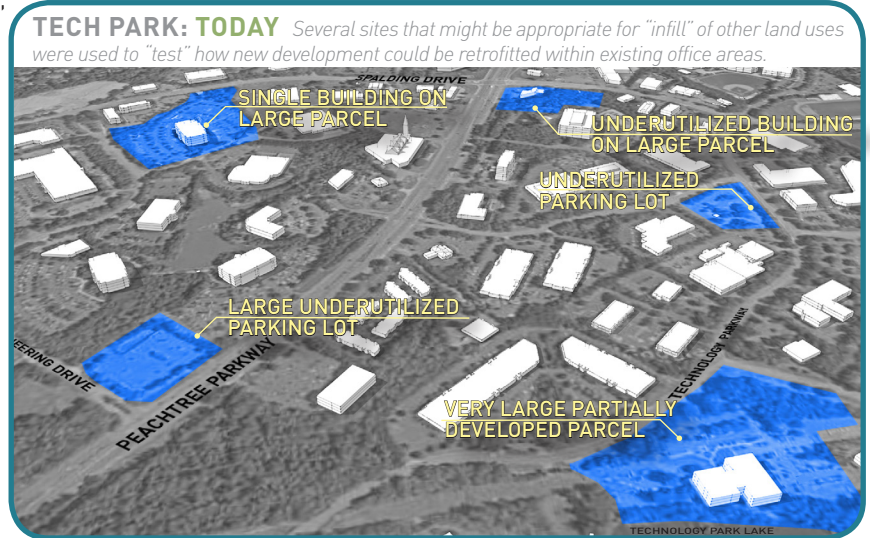 TECH PARK: TODAY Several sites that might be appropriate for “infill” of other land uses
were used to “test” how new development could be retrofitted within existing office areas.
SPALDING DRIVE
SINGLE BUILDING ON
LARGE PARCEL
UNDERUTILIZED BUILDING
ON LARGE PARCEL
UNDERUTILIZED
PARKING LOT
LARGE UNDERUTILIZED
PARKING LOT
EERING DRIVE
PEACHTREE PARKWAY
TECHNOLOGY PARKWAY
VERY LARGE PARTIALLY
DEVELOPED PARCEL
TECHNOLOGY PARK LAKE